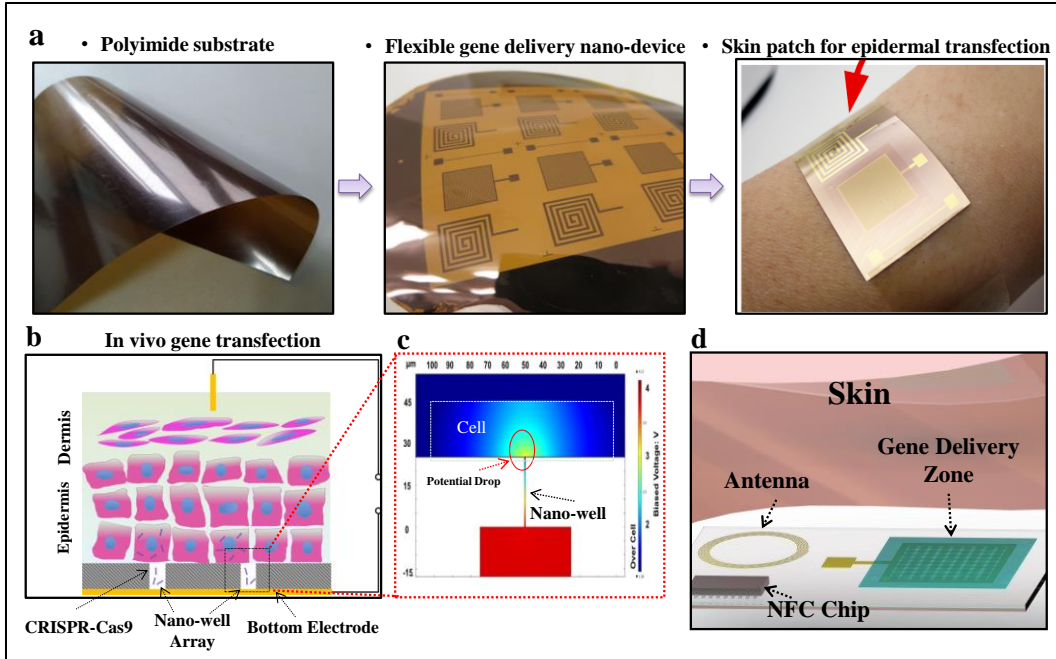 a
• Polyimide substrate
• Flexible gene delivery nano-device
• Skin patch for epidermal transfection
b
In vivo gene transfection
Dermis
Epidermis
CRISPR-Cas9
Nano-well
Array
Bottom Electrode
c
μm 100 90 80 70 60 50 40 30 20 10 0
45
30
15
0
-15
Cell
Potential Drop
Nano-well
4
3
2
Biased Voltage: V
Over Cell
d
Skin
Gene Delivery
Zone
Antenna
NFC Chip